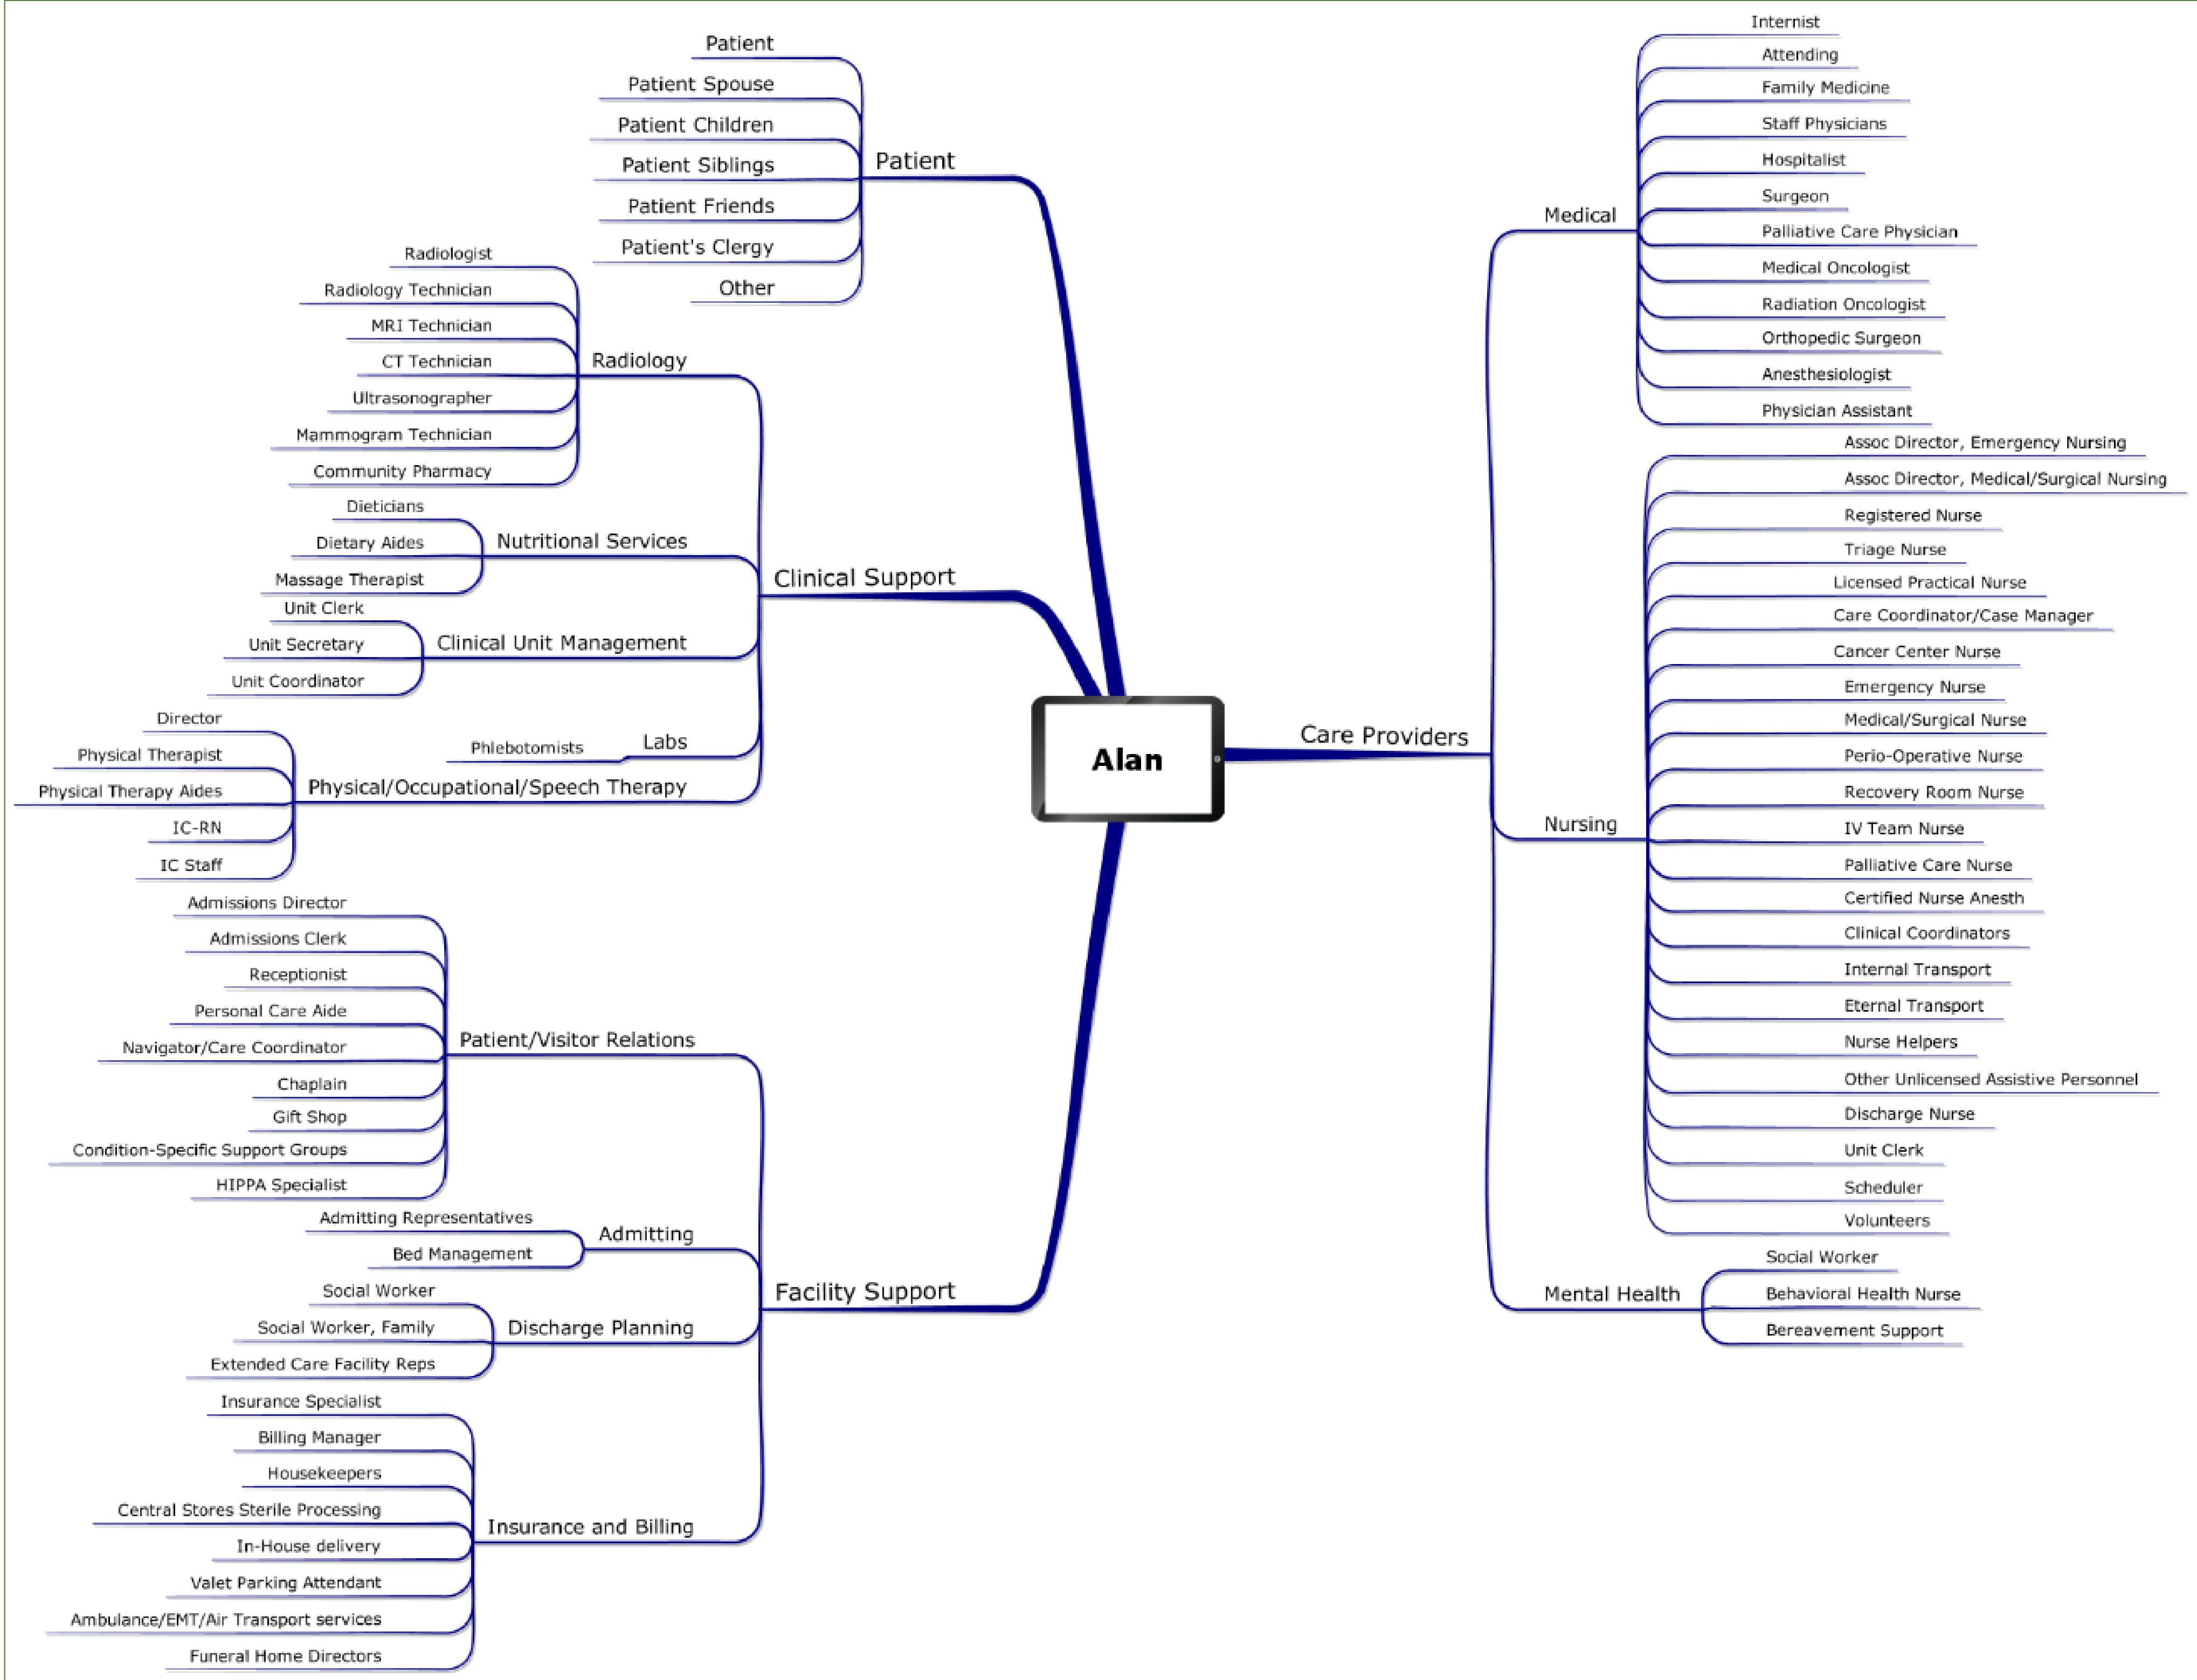 Patient
Patient Spouse
Patient Children
Patient Siblings
Patient Friends
Patient's Clergy
Other
Patient
Radiologist
Radiology Technician
MRI Technician
CT Technician
Ultrasonographer
Mammogram Technician
Community Pharmacy
Radiology
Dieticians
Dietary Aides
Massage Therapist
Nutritional Services
Unit Clerk
Unit Secretary
Unit Coordinator
Clinical Unit Management
Phlebotomists
Labs
Director
Physical Therapist
Physical Therapy Aides
IC-RN
IC Staff
Physical/Occupational/Speech Therapy
Clinical Support
Admissions Director
Admissions Clerk
Receptionist
Personal Care Aide
Navigator/Care Coordinator
Chaplain
Gift Shop
Condition-Specific Support Groups
HIPPA Specialist
Patient/Visitor Relations
Admitting Representatives
Bed Management
Admitting
Social Worker
Social Worker, Family
Extended Care Facility Reps
Discharge Planning
Insurance Specialist
Billing Manager
Housekeepers
Central Stores Sterile Processing
In-House delivery
Valet Parking Attendant
Ambulance/EMT/Air Transport services
Funeral Home Directors
Insurance and Billing
Facility Support
Alan
Care Providers
Medical
Internist
Attending
Family Medicine
Staff Physicians
Hospitalist
Surgeon
Palliative Care Physician
Medical Oncologist
Radiation Oncologist
Orthopedic Surgeon
Anesthesiologist
Physician Assistant
Nursing
Assoc Director, Emergency Nursing
Assoc Director, Medical/Surgical Nursing
Registered Nurse
Triage Nurse
Licensed Practical Nurse
Care Coordinator/Case Manager
Cancer Center Nurse
Emergency Nurse
Medical/Surgical Nurse
Perio-Operative Nurse
Recovery Room Nurse
IV Team Nurse
Palliative Care Nurse
Certified Nurse Anesth
Clinical Coordinators
Internal Transport
Eternal Transport
Nurse Helpers
Other Unlicensed Assistive Personnel
Discharge Nurse
Unit Clerk
Scheduler
Volunteers
Mental Health
Social Worker
Behavioral Health Nurse
Bereavement Support